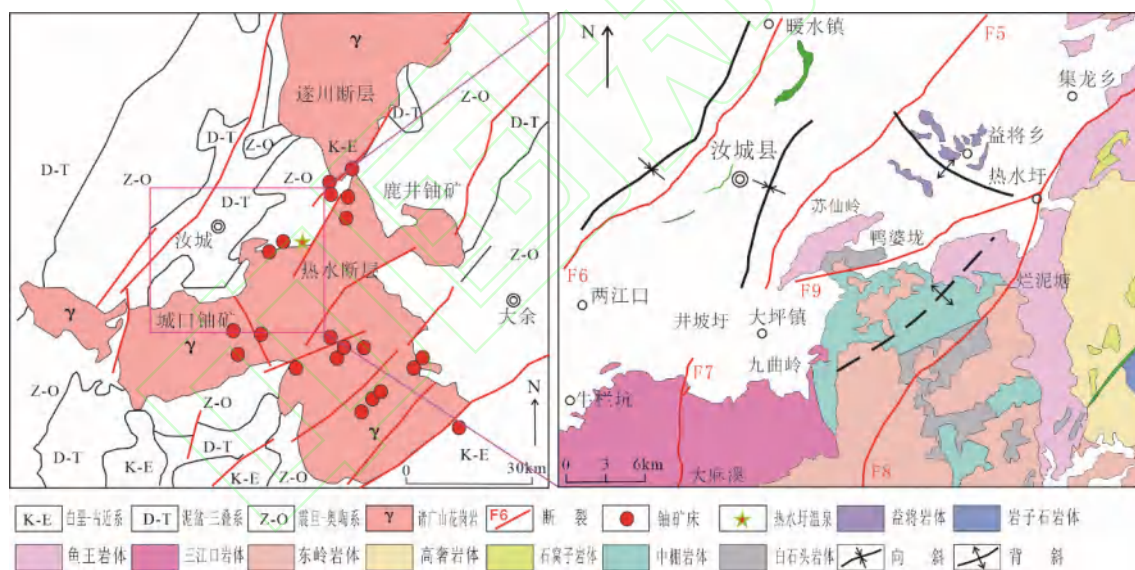 γ
遂川断层
D-T
Z-O
K-E
Z-O
D-T
D-T
D-T
Z-O
Z-O
Z-O
鹿井铀矿
D-T
汝城
热水断层
城口铀矿
γ
γ
大余
Z-O
Z-O
N
D-T
D-T
K-E
K-E
Z-O
γ
K-E
0 30km
N
暖水镇
F5
集龙乡
汝城县
益将乡
热水圩
苏仙岭
鸭婆垅
F6
F9
烂泥塘
两江口
井坡圩
大坪镇
九曲岭
F7
牛栏坑
大麻溪
F8
0 3 6km
K-E 白垩-古近系 D-T 泥盆-三叠系 Z-O 震旦-奥陶系 γ 诸广山花岗岩 F6 断裂 铀矿床 热水圩温泉 益将岩体 岩子石岩体
鱼王岩体 三江口岩体 东岭岩体 高奢岩体 石窝子岩体 中棚岩体 白石头岩体 向斜 背斜